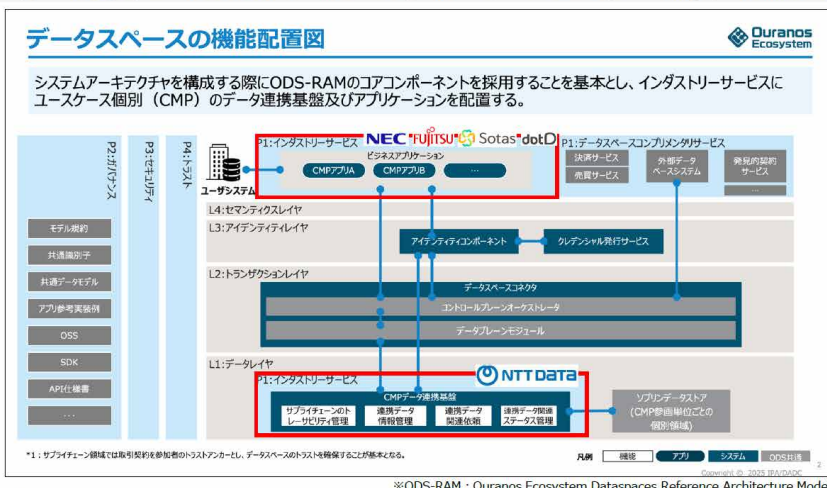 データスペースの機能配置図
Ouranos
Ecosystem
システムアーキテクチャを構成する際にODS-RAMのコアコンポーネントを採用することを基本とし、インダストリーサービスに
ユースケース個別（CMP）のデータ連携基盤及びアプリケーションを配置する。
P2:ガバナンス
モデル規約
共通識別子
共通データモデル
アプリ参考実装例
OSS
SDK
API仕様書
...
P3:セキュリティ
P4:トラスト
ユーザシステム
P1:インダストリーサービス
NEC
FUJITSU
Sotas
dotD
ビジネスアプリケーション
CMPアプリA
CMPアプリB
...
P1:データスペースコンプリメンタリサービス
決済サービス
売買サービス
外部データ
ベースシステム
発見的契約
サービス
...
L4:セマンティクスレイヤ
L3:アイデンティティレイヤ
アイデンティティコンポーネント
クレデンシャル発行サービス
L2:トランザクションレイヤ
データスペースコネクタ
コントロールプレーンオーケストレータ
データプレーンモジュール
L1:データレイヤ
P1:インダストリーサービス
NTT DATA
CMPデータ連携基盤
サプライチェーンのト
レーサビリティ管理
連携データ
情報管理
連携データ
関連依頼
連携データ関連
ステータス管理
ソブリンデータストア
(CMP参画単位ごとの
個別領域)
*1：サプライチェーン領域では取引契約を参加者のトラストアンカーとし、データスペースのトラストを確保することが基本となる。
凡例
機能
アプリ
システム
ODS共通
2
Copyright © 2025 IPA/DADC
※ODS-RAM：Ouranos Ecosystem Dataspaces Reference Architecture Mode